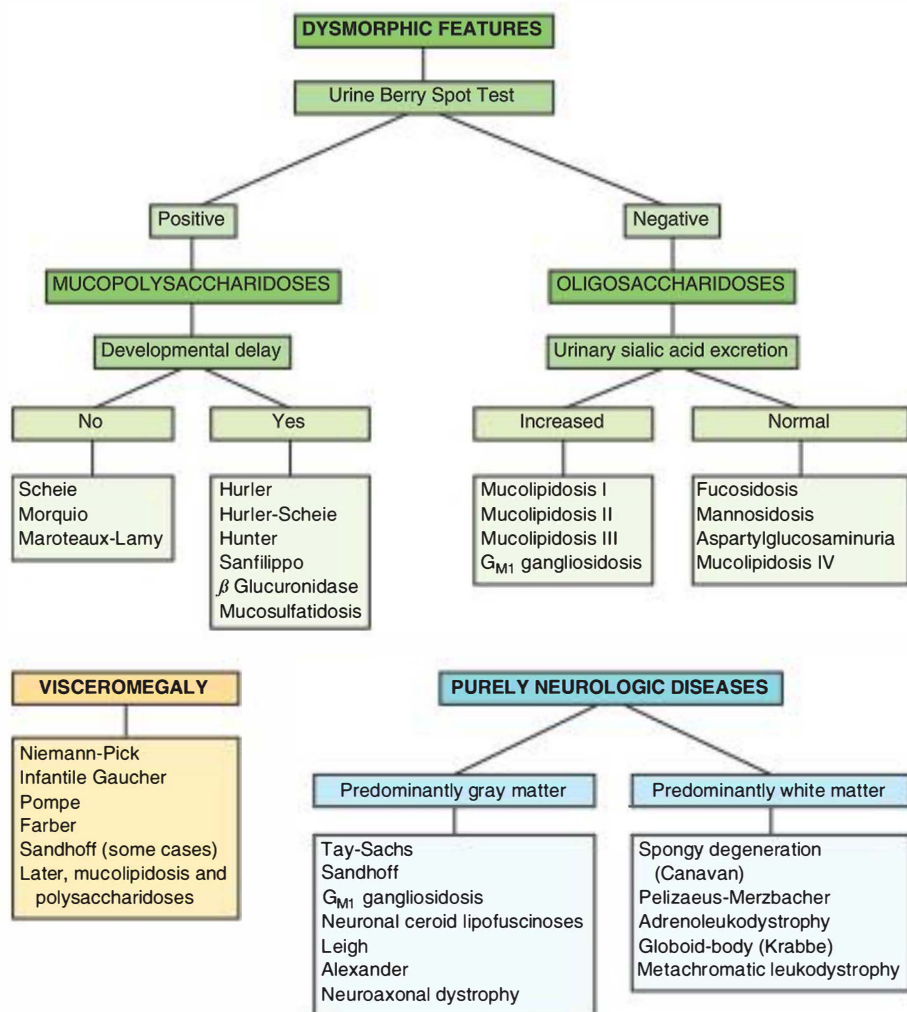 DYSMORPHIC FEATURES
Urine Berry Spot Test
Positive
Negative
MUCOPOLYSACCHARIDOSES
OLIGOSACCHARIDOSES
Developmental delay
Urinary sialic acid excretion
No
Yes
Increased
Normal
Scheie
Morquio
Maroteaux-Lamy
Hurler
Hurler-Scheie
Hunter
Sanfilippo
β Glucuronidase
Mucosulfatidosis
Mucolipidosis I
Mucolipidosis II
Mucolipidosis III
GM1 gangliosidosis
Fucosidosis
Mannosidosis
Aspartylglucosaminuria
Mucolipidosis IV
VISCEROMEGALY
Niemann-Pick
Infantile Gaucher
Pompe
Farber
Sandhoff (some cases)
Later, mucolipidosis and
polysaccharidoses
PURELY NEUROLOGIC DISEASES
Predominantly gray matter
Predominantly white matter
Tay-Sachs
Sandhoff
GM1 gangliosidosis
Neuronal ceroid lipofuscinoses
Leigh
Alexander
Neuroaxonal dystrophy
Spongy degeneration
(Canavan)
Pelizaeus-Merzbacher
Adrenoleukodystrophy
Globoid-body (Krabbe)
Metachromatic leukodystrophy